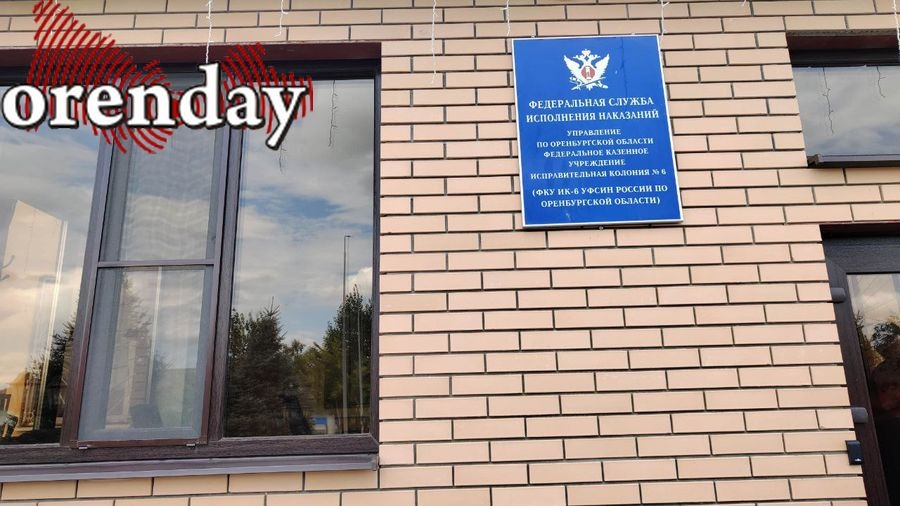 orenday
ФЕДЕРАЛЬНАЯ СЛУЖБА
ИСПОЛНЕНИЯ НАКАЗАНИЙ
УПРАВЛЕНИЕ
ПО ОРЕНБУРГСКОЙ ОБЛАСТИ
ФЕДЕРАЛЬНОЕ КАЗЕННОЕ
УЧРЕЖДЕНИЕ
ИСПРАВИТЕЛЬНАЯ КОЛОНИЯ № 6
(ФКУ ИК-6 УФСИН РОССИИ ПО
ОРЕНБУРГСКОЙ ОБЛАСТИ)